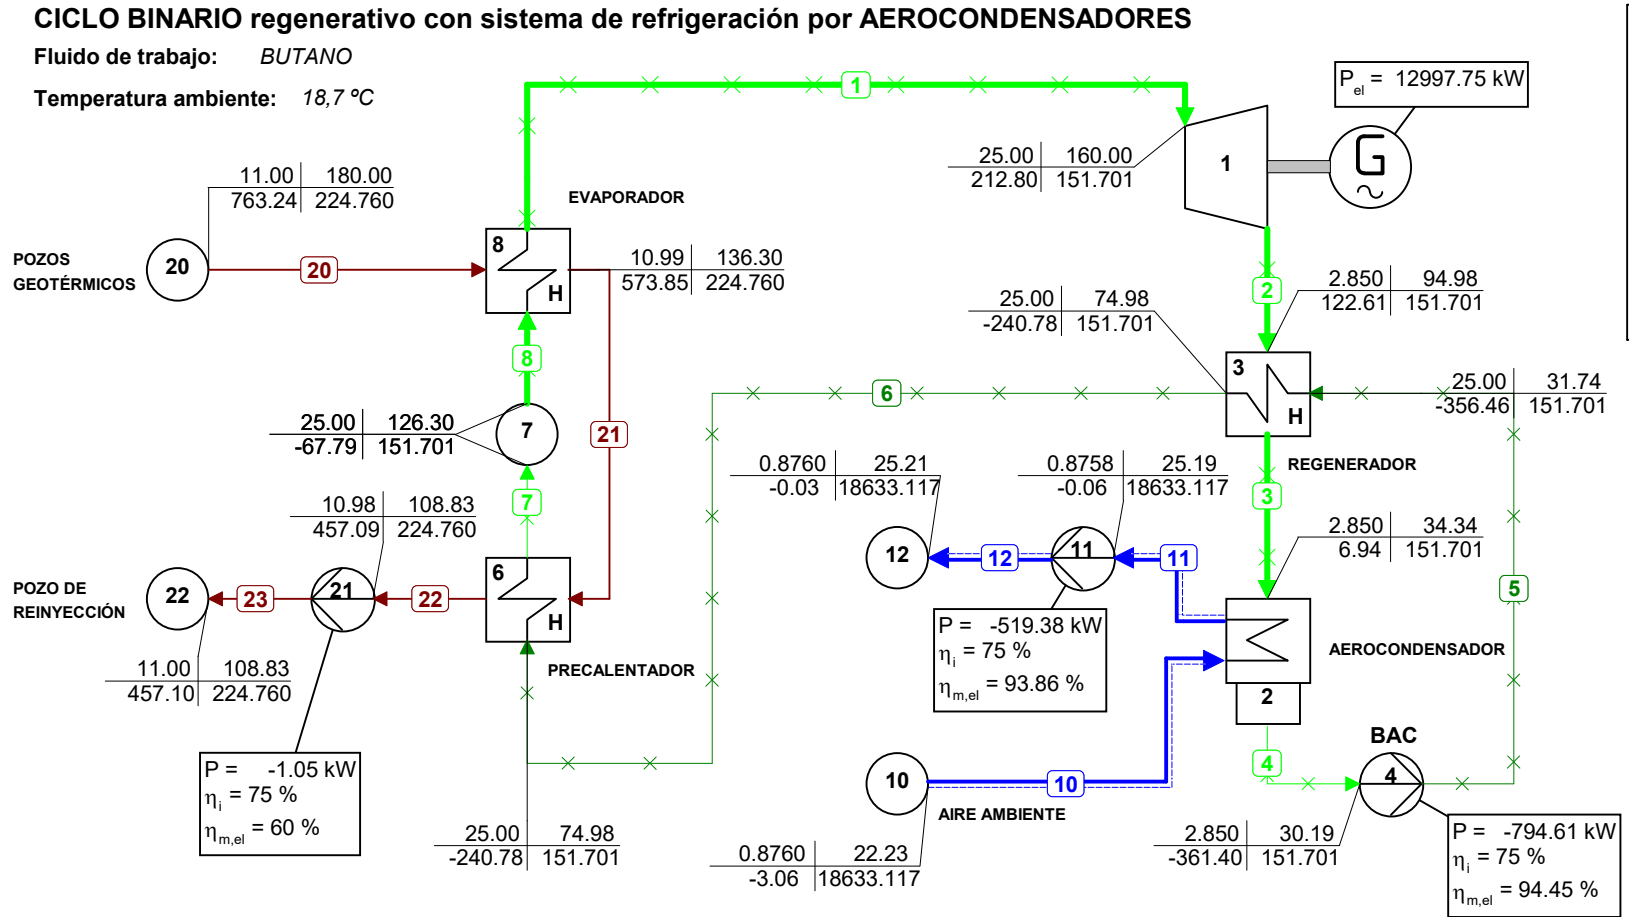 CICLO BINARIO regenerativo con sistema de refrigeración por AEROCONDENSADORES
Fluido de trabajo: BUTANO
Temperatura ambiente: 18,7 ºC
1
Pel = 12997.75 kW
G
1
25.00 160.00
212.80 151.701
11.00 180.00
763.24 224.760
EVAPORADOR
POZOS
GEOTÉRMICOS
20
20
8
H
10.99 136.30
573.85 224.760
2
2.850 94.98
122.61 151.701
25.00 74.98
-240.78 151.701
8
3
H
6
25.00 31.74
-356.46 151.701
25.00 126.30
-67.79 151.701
7
21
REGENERADOR
0.8760 25.21
-0.03 18633.117
0.8758 25.19
-0.06 18633.117
3
7
10.98 108.83
457.09 224.760
2.850 34.34
6.94 151.701
12
12
11
11
POZO DE
REINYECCIÓN
22
23
21
22
6
H
5
PRECALENTADOR
P = -519.38 kW
ηi = 75 %
ηm,el = 93.86 %
AEROCONDENSADOR
2
11.00 108.83
457.10 224.760
BAC
P = -1.05 kW
ηi = 75 %
ηm,el = 60 %
10
10
4
4
AIRE AMBIENTE
25.00 74.98
-240.78 151.701
0.8760 22.23
-3.06 18633.117
2.850 30.19
-361.40 151.701
P = -794.61 kW
ηi = 75 %
ηm,el = 94.45 %